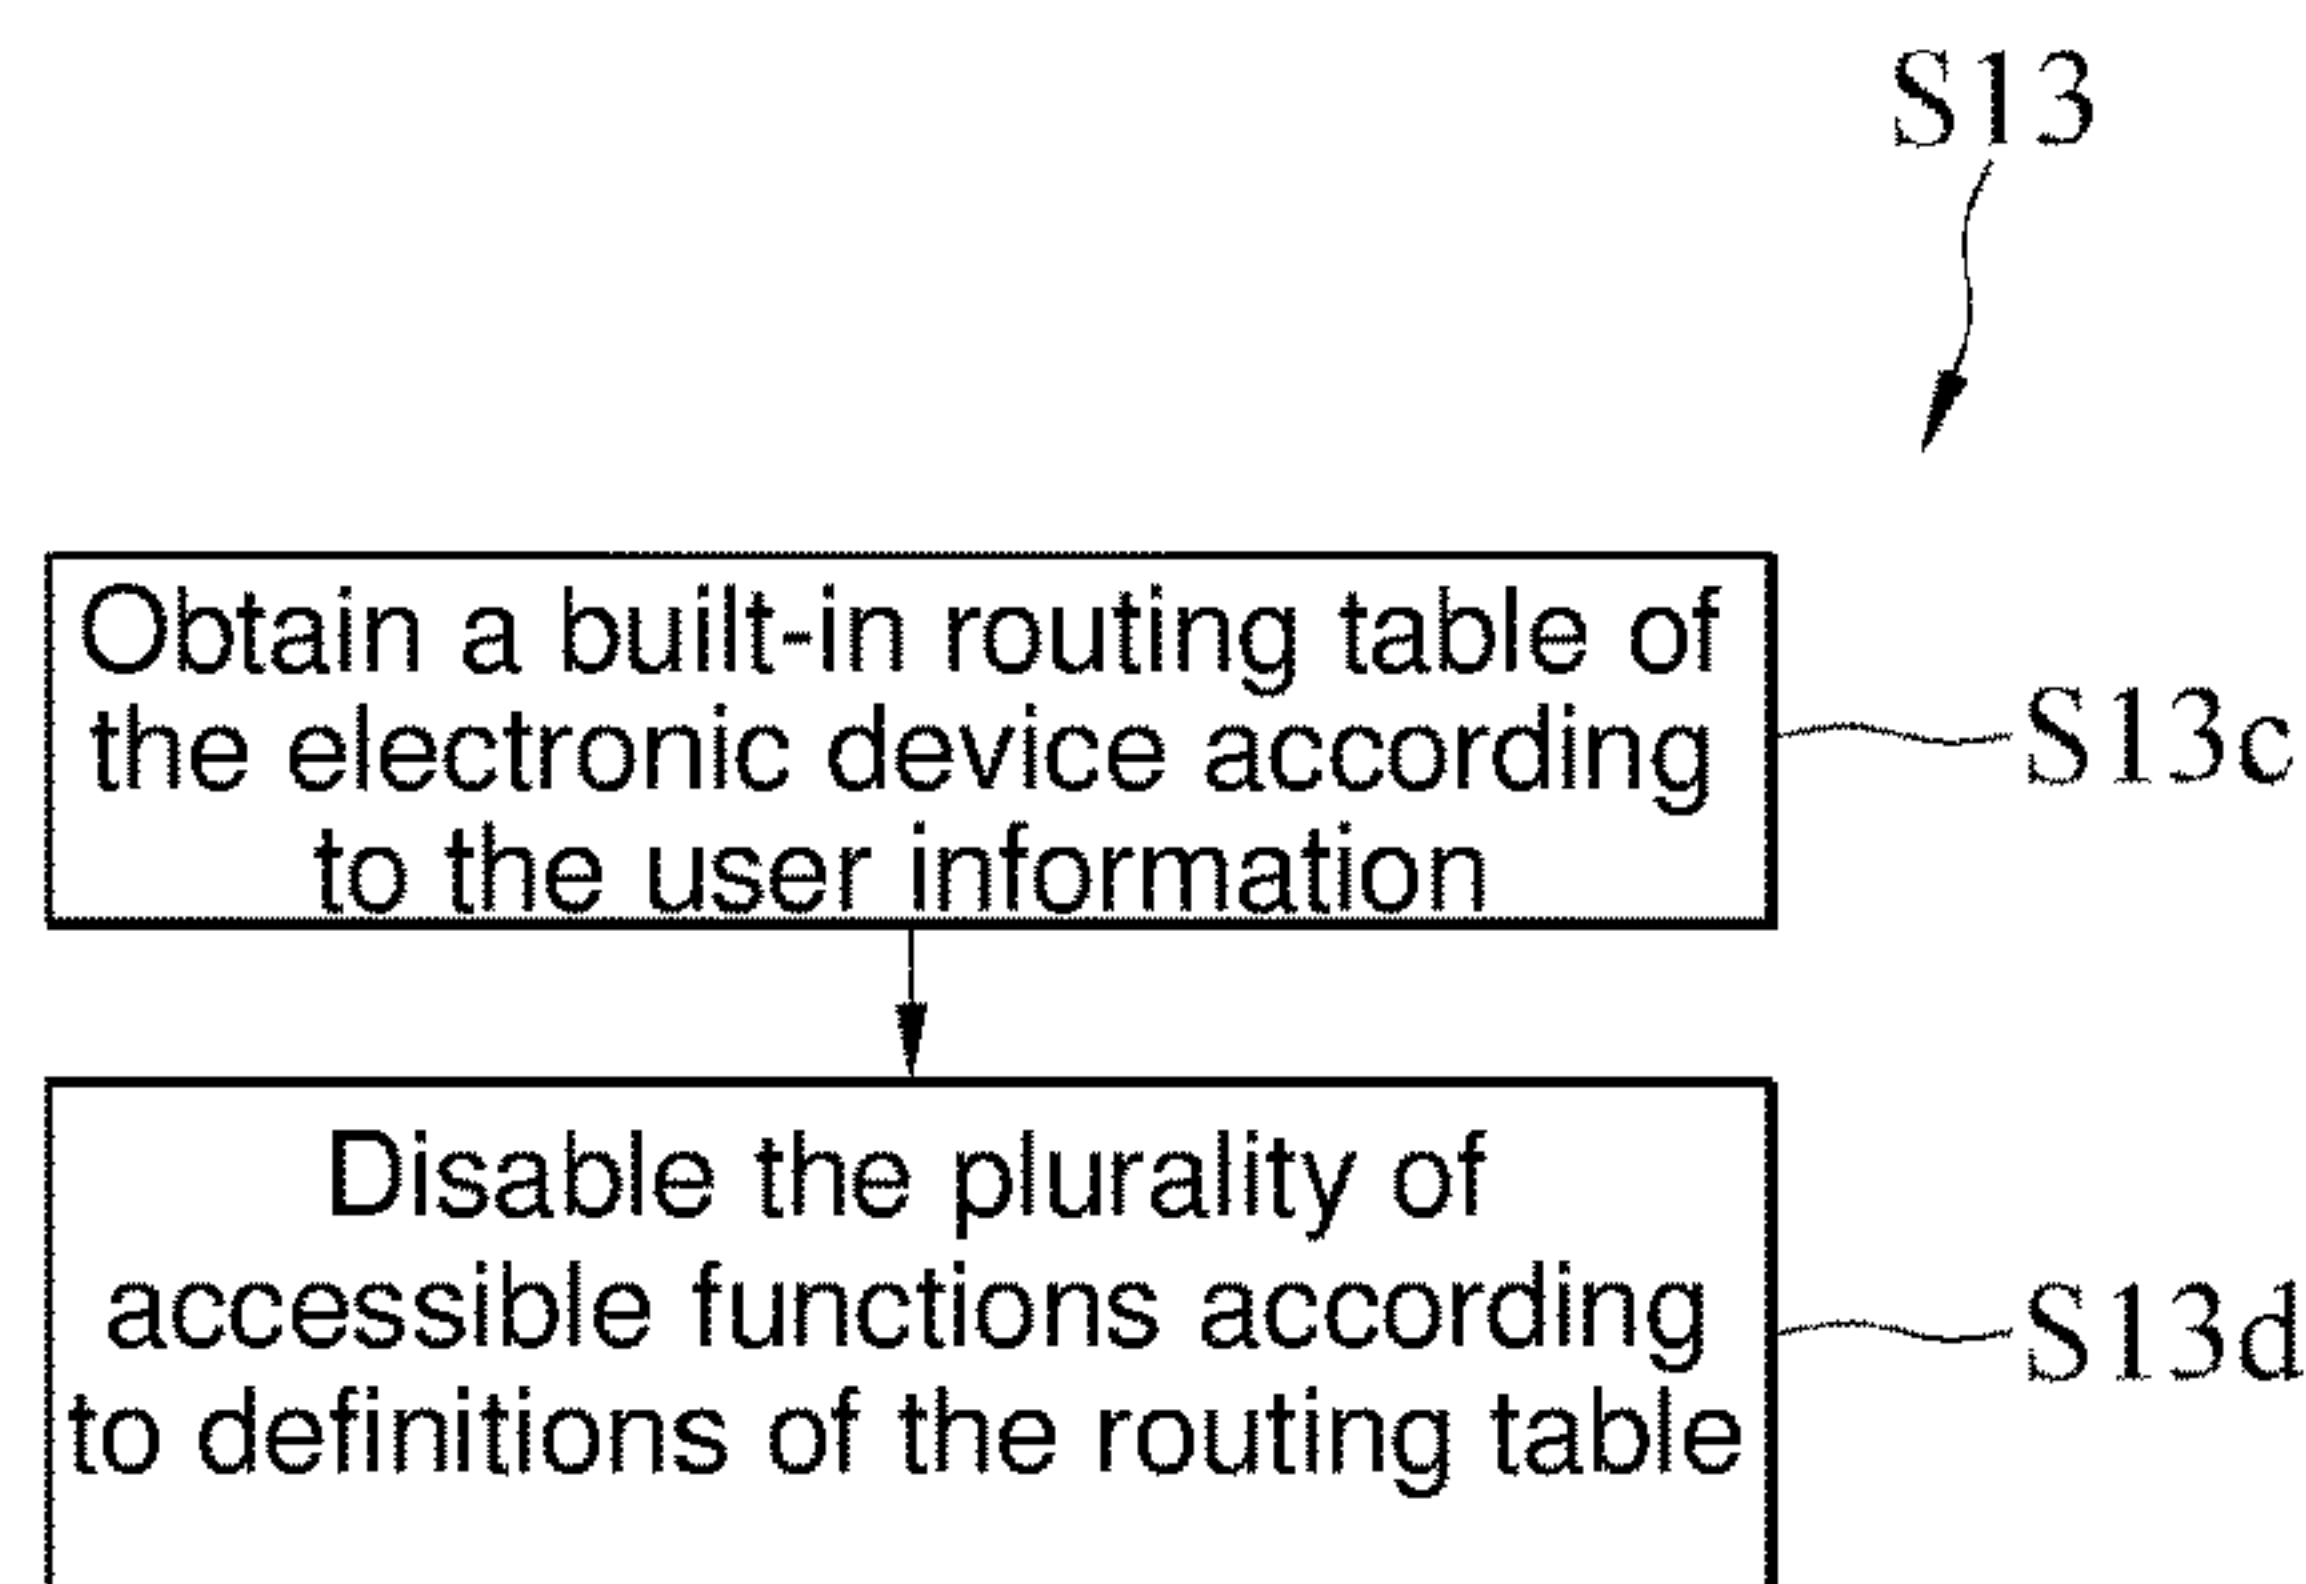 S13
Obtain a built-in routing table of
the electronic device according
to the user information
S13c
Disable the plurality of
accessible functions according
to definitions of the routing table
S13d